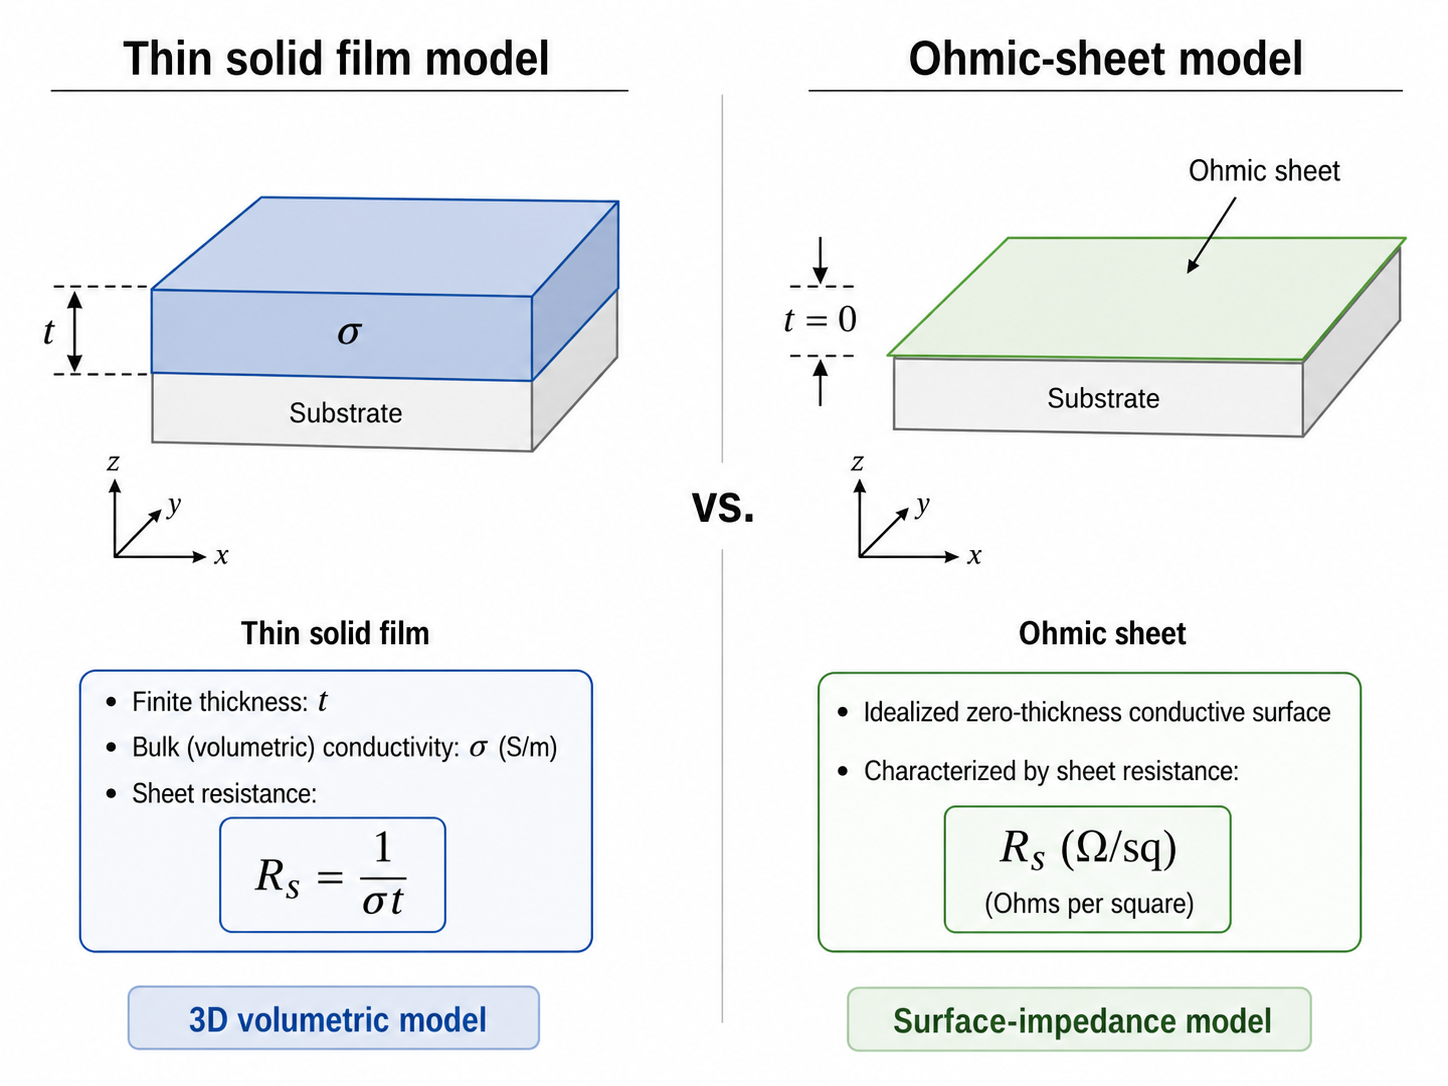 Thin solid film model
t
σ
Substrate
z
y
x
Thin solid film
• Finite thickness: t
• Bulk (volumetric) conductivity: σ (S/m)
• Sheet resistance:
R_s = 1 / σt
3D volumetric model
vs.
Ohmic-sheet model
Ohmic sheet
t = 0
Substrate
z
y
x
Ohmic sheet
• Idealized zero-thickness conductive surface
• Characterized by sheet resistance:
R_s (Ω/sq)
(Ohms per square)
Surface-impedance model